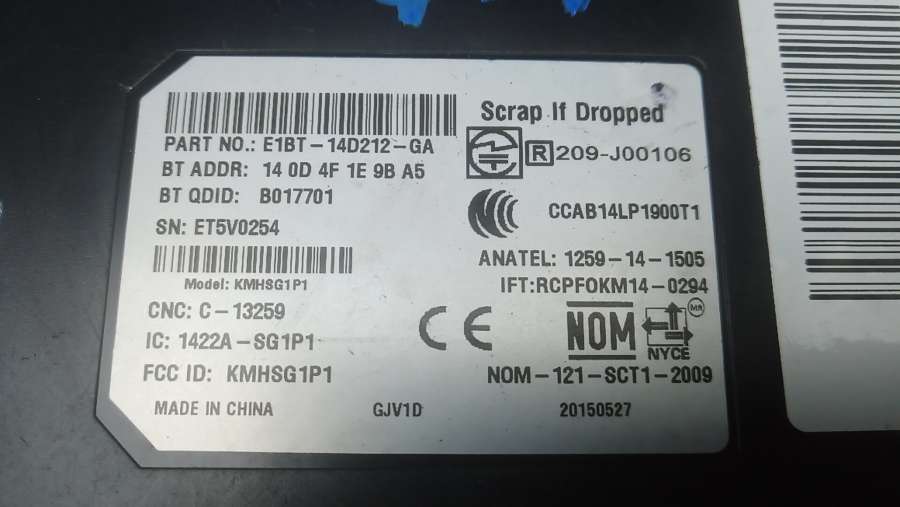 Scrap If Dropped
PART NO.: E1BT-14D212-GA
R 209-J00106
BT ADDR: 14 0D 4F 1E 9B A5
BT QDID: B017701
CCAB14LP1900T1
SN: ET5V0254
ANATEL: 1259-14-1505
Model: KMHSG1P1
IFT:RCPFOKM14-0294
CNC: C-13259
CE
NOM
MR
NYCE
IC: 1422A-SG1P1
FCC ID: KMHSG1P1
NOM-121-SCT1-2009
MADE IN CHINA
GJV1D
20150527